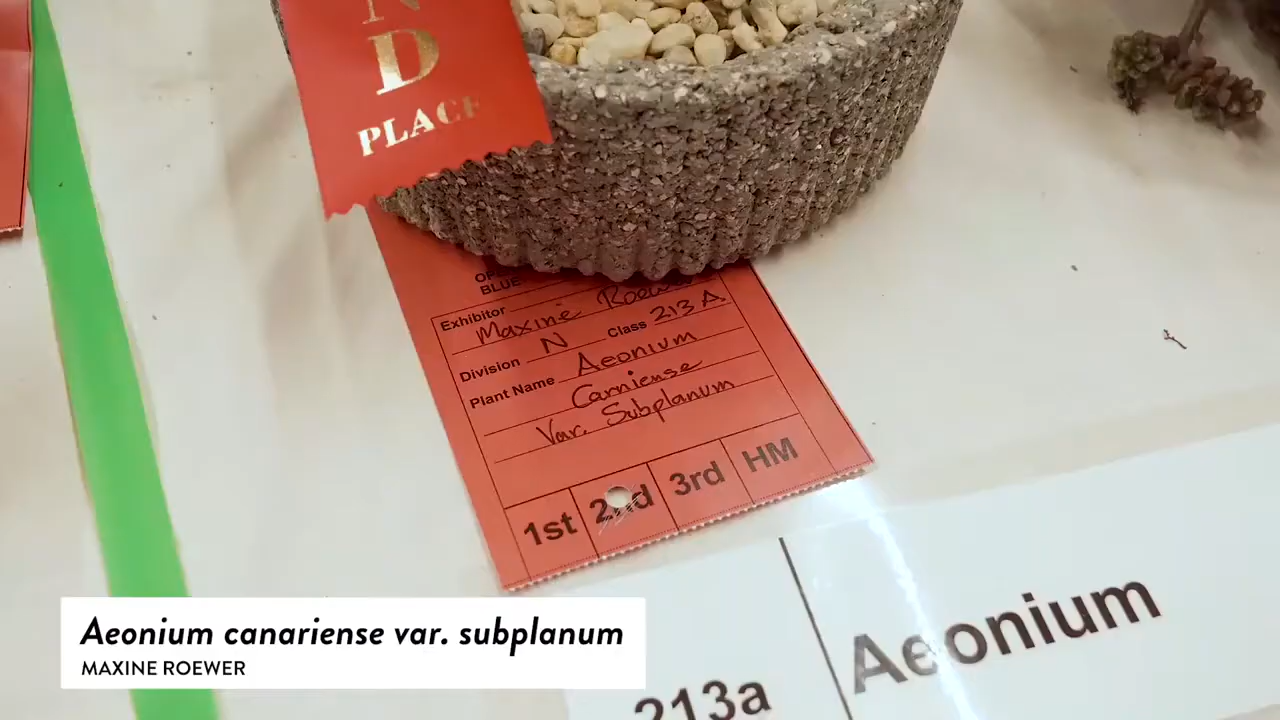 N
D
PLACE
Exhibitor Maxine Roewer
Division N Class 213 A.
Plant Name Aeonium
Carniense
Var. Subplanum
1st 2nd 3rd HM
213a Aeonium
Aeonium canariense var. subplanum
MAXINE ROEWER